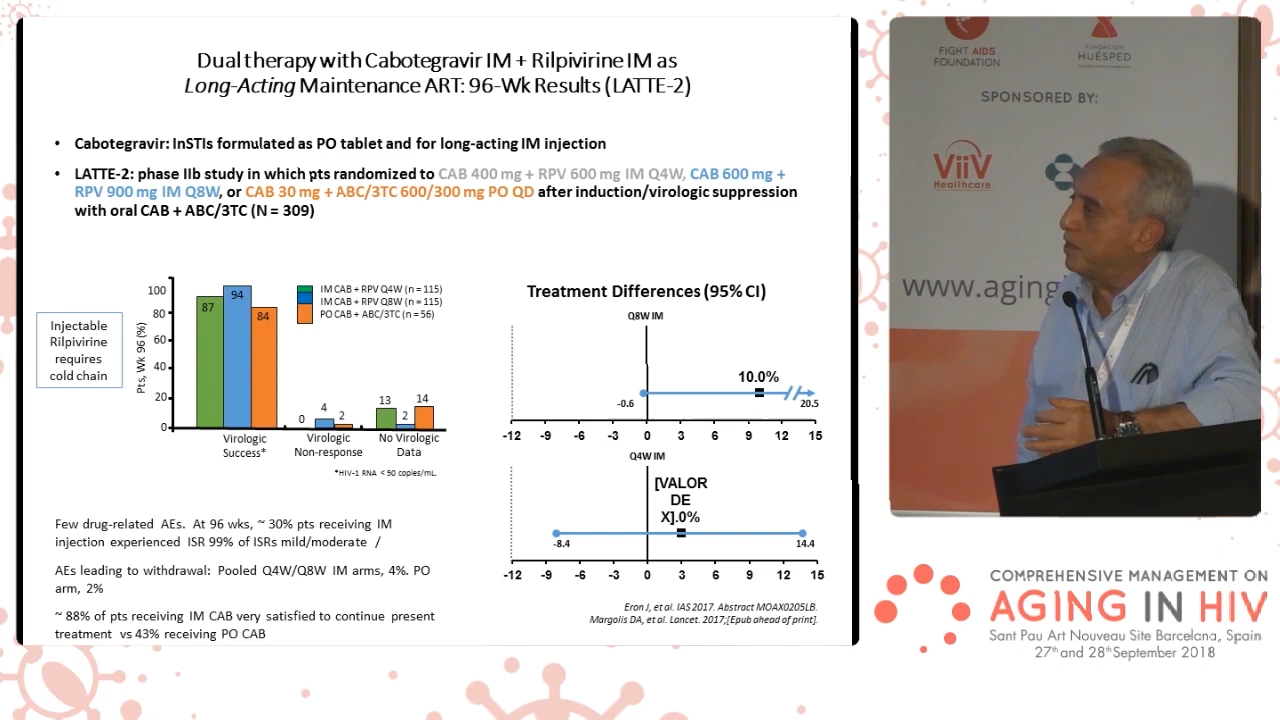 Dual therapy with Cabotegravir IM + Rilpivirine IM as
Long-Acting Maintenance ART: 96-Wk Results (LATTE-2)
• Cabotegravir: InSTIs formulated as PO tablet and for long-acting IM injection
• LATTE-2: phase IIb study in which pts randomized to CAB 400 mg + RPV 600 mg IM Q4W, CAB 600 mg +
RPV 900 mg IM Q8W, or CAB 30 mg + ABC/3TC 600/300 mg PO QD after induction/virologic suppression
with oral CAB + ABC/3TC (N = 309)
Injectable
Rilpivirine
requires
cold chain
Pts, Wk 96 (%)
100
80
60
40
20
0
87
94
84
0
4
2
13
2
14
IM CAB + RPV Q4W (n = 115)
IM CAB + RPV Q8W (n = 115)
PO CAB + ABC/3TC (n = 56)
Virologic
Success*
Virologic
Non-response
No Virologic
Data
*HIV-1 RNA < 50 copies/mL.
Treatment Differences (95% CI)
Q8W IM
10.0%
-0.6
20.5
-12 -9 -6 -3 0 3 6 9 12 15
Q4W IM
[VALOR
DE
X].0%
-8.4
14.4
-12 -9 -6 -3 0 3 6 9 12 15
Few drug-related AEs. At 96 wks, ~ 30% pts receiving IM
injection experienced ISR 99% of ISRs mild/moderate /
AEs leading to withdrawal: Pooled Q4W/Q8W IM arms, 4%. PO
arm, 2%
~ 88% of pts receiving IM CAB very satisfied to continue present
treatment vs 43% receiving PO CAB
Eron J, et al. IAS 2017. Abstract MOAX0205LB.
Margolis DA, et al. Lancet. 2017;[Epub ahead of print].
FIGHT AIDS
FOUNDATION
FUNDACIÓN
HUÉSPED
SPONSORED BY:
ViiV
Healthcare
www.aging
COMPREHENSIVE MANAGEMENT ON
AGING IN HIV
Sant Pau Art Nouveau Site Barcelona, Spain
27th and 28th September 2018